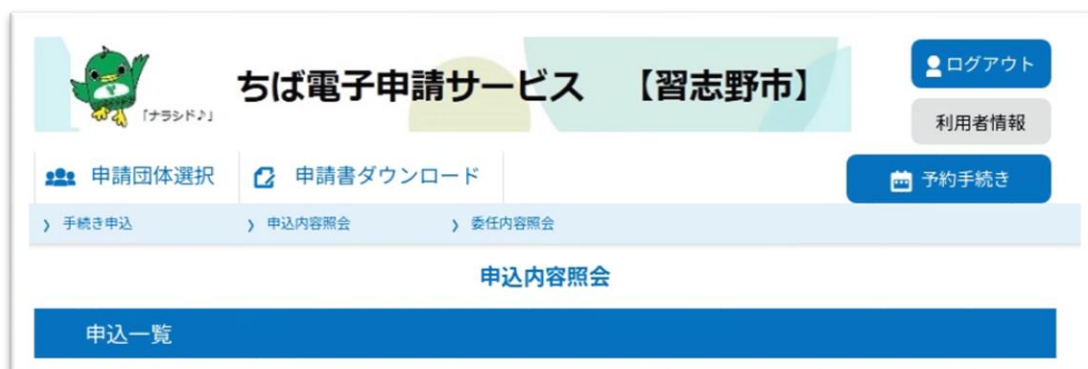 ちば電子申請サービス 【習志野市】
「ナラシド♪」
ログアウト
利用者情報
申請団体選択
申請書ダウンロード
予約手続き
手続き申込
申込内容照会
委任内容照会
申込内容照会
申込一覧